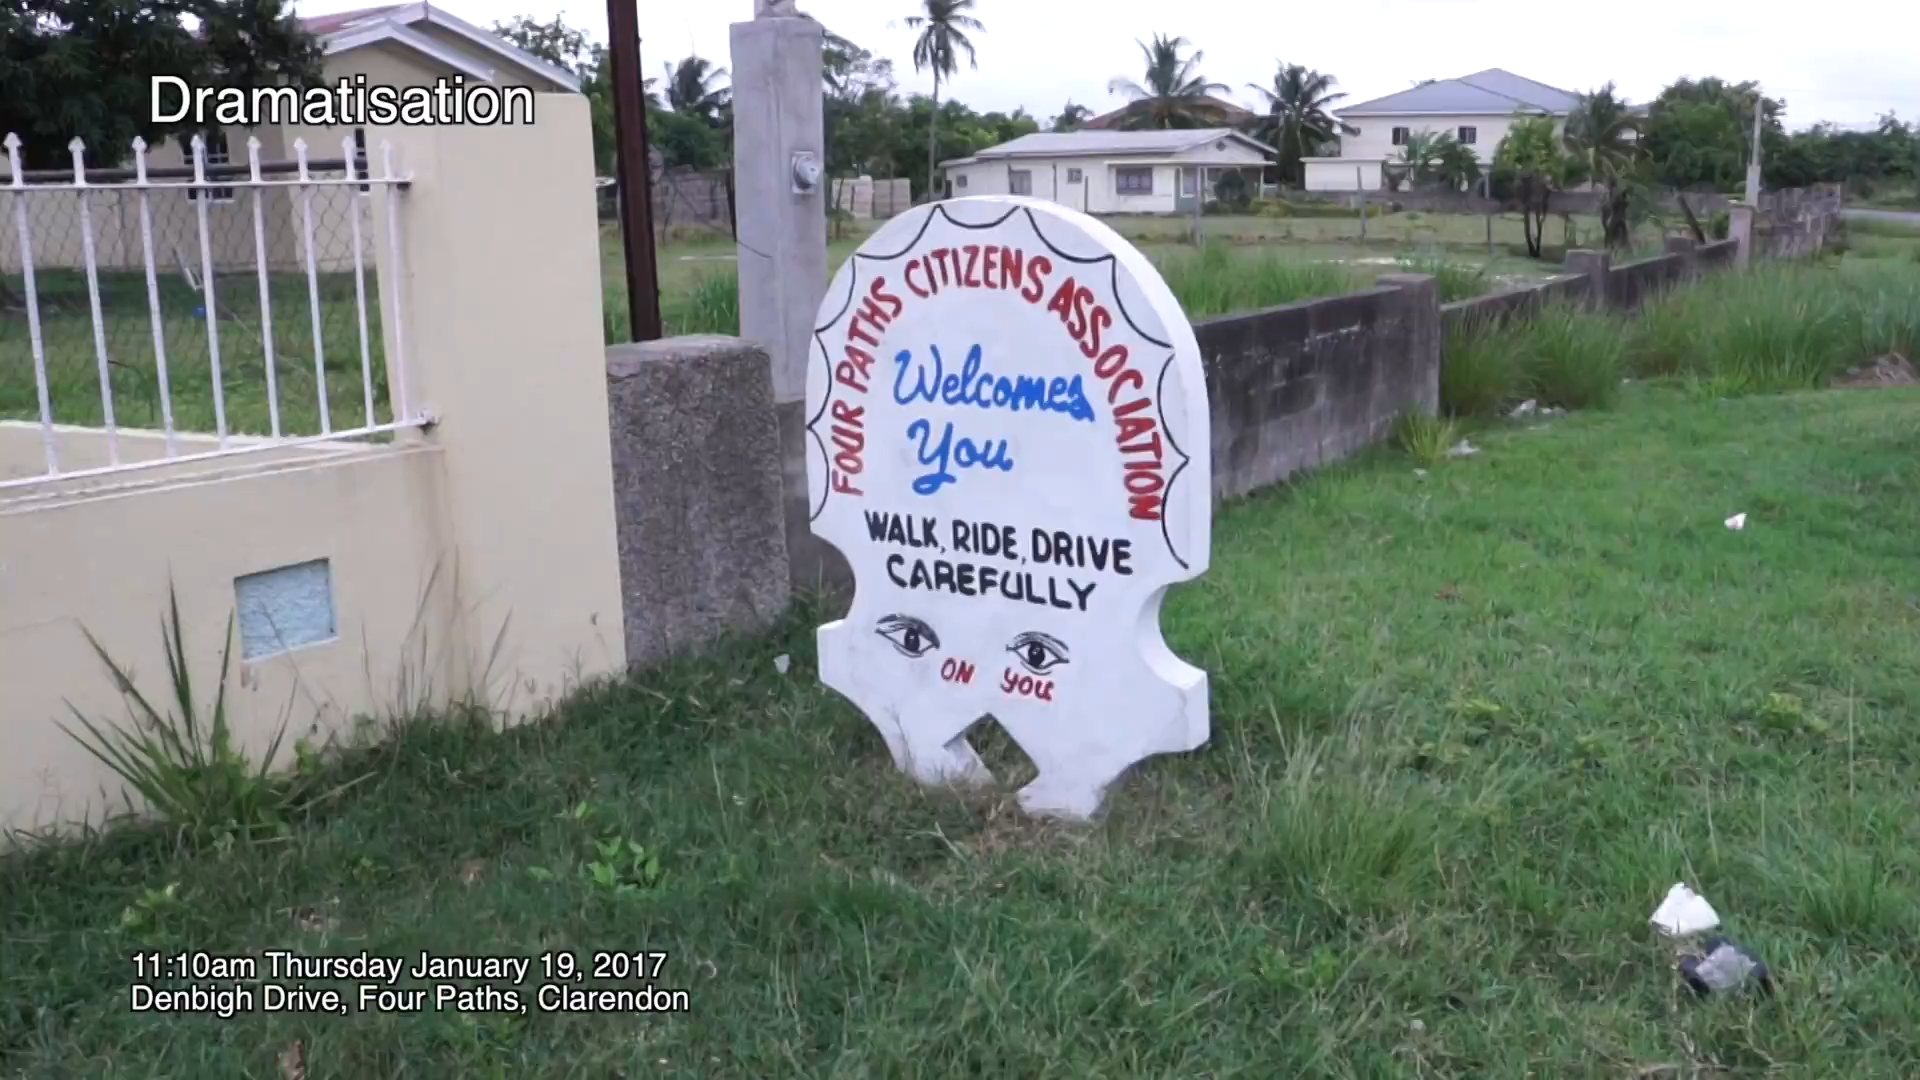 Dramatisation
FOUR PATHS CITIZENS ASSOCIATION
Welcomes
You
WALK, RIDE, DRIVE
CAREFULLY
ON YOU
11:10am Thursday January 19, 2017
Denbigh Drive, Four Paths, Clarendon